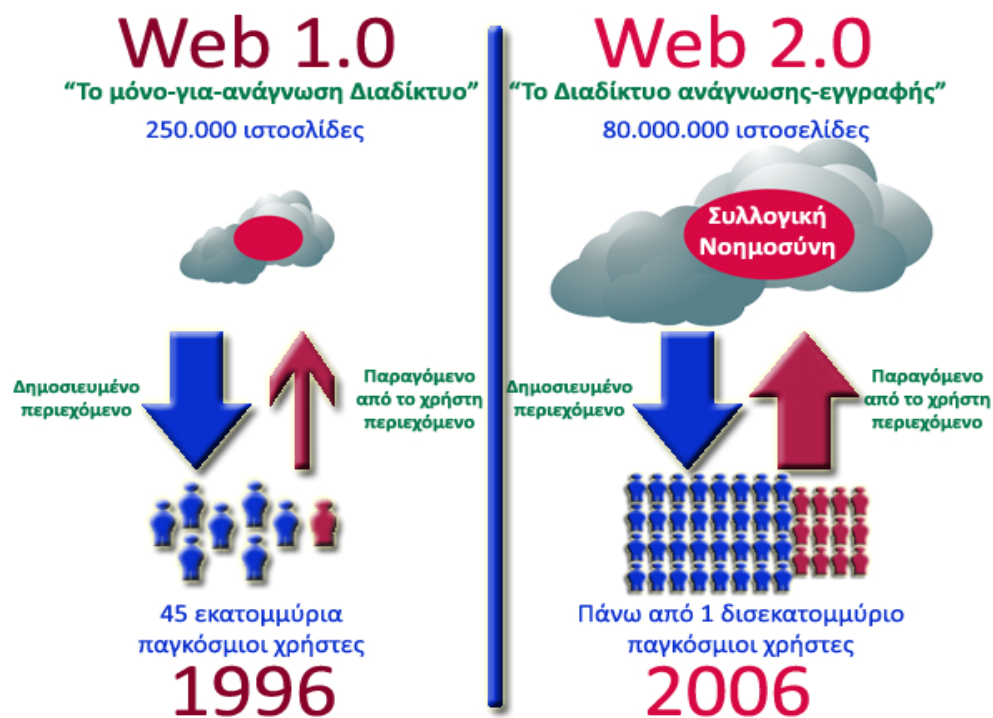 Web 1.0
“Το μόνο-για-ανάγνωση Διαδίκτυο”
250.000 ιστοσλίδες
Δημοσιευμένο
περιεχόμενο
Παραγόμενο
από το χρήστη
περιεχόμενο
45 εκατομμύρια
παγκόσμιοι χρήστες
1996
Web 2.0
“Το Διαδίκτυο ανάγνωσης-εγγραφής”
80.000.000 ιστοσελίδες
Συλλογική
Νοημοσύνη
Δημοσιευμένο
περιεχόμενο
Παραγόμενο
από το χρήστη
περιεχόμενο
Πάνω από 1 δισεκατομμύριο
παγκόσμιοι χρήστες
2006